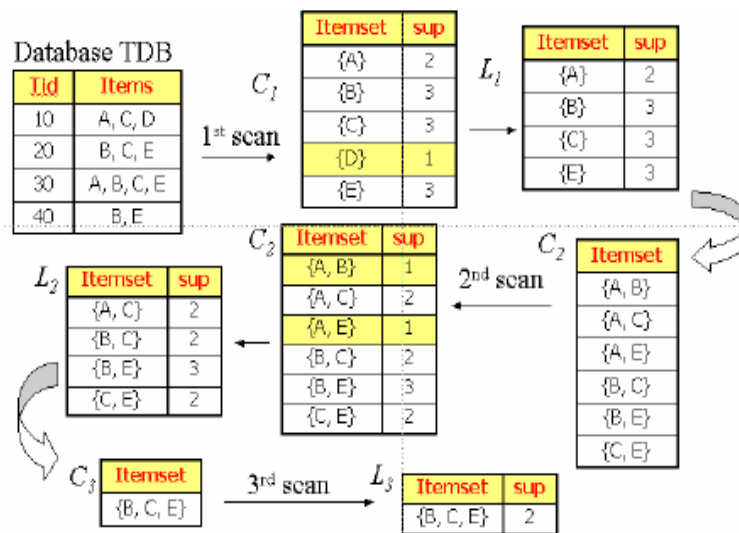 Database TDB
Tid Items
10 A, C, D
20 B, C, E
30 A, B, C, E
40 B, E
1st scan
C1
Itemset sup
{A} 2
{B} 3
{C} 3
{D} 1
{E} 3
L1
Itemset sup
{A} 2
{B} 3
{C} 3
{E} 3
C2
Itemset
{A, B}
{A, C}
{A, E}
{B, C}
{B, E}
{C, E}
2nd scan
C2
Itemset sup
{A, B} 1
{A, C} 2
{A, E} 1
{B, C} 2
{B, E} 3
{C, E} 2
L2
Itemset sup
{A, C} 2
{B, C} 2
{B, E} 3
{C, E} 2
C3
Itemset
{B, C, E}
3rd scan
L3
Itemset sup
{B, C, E} 2